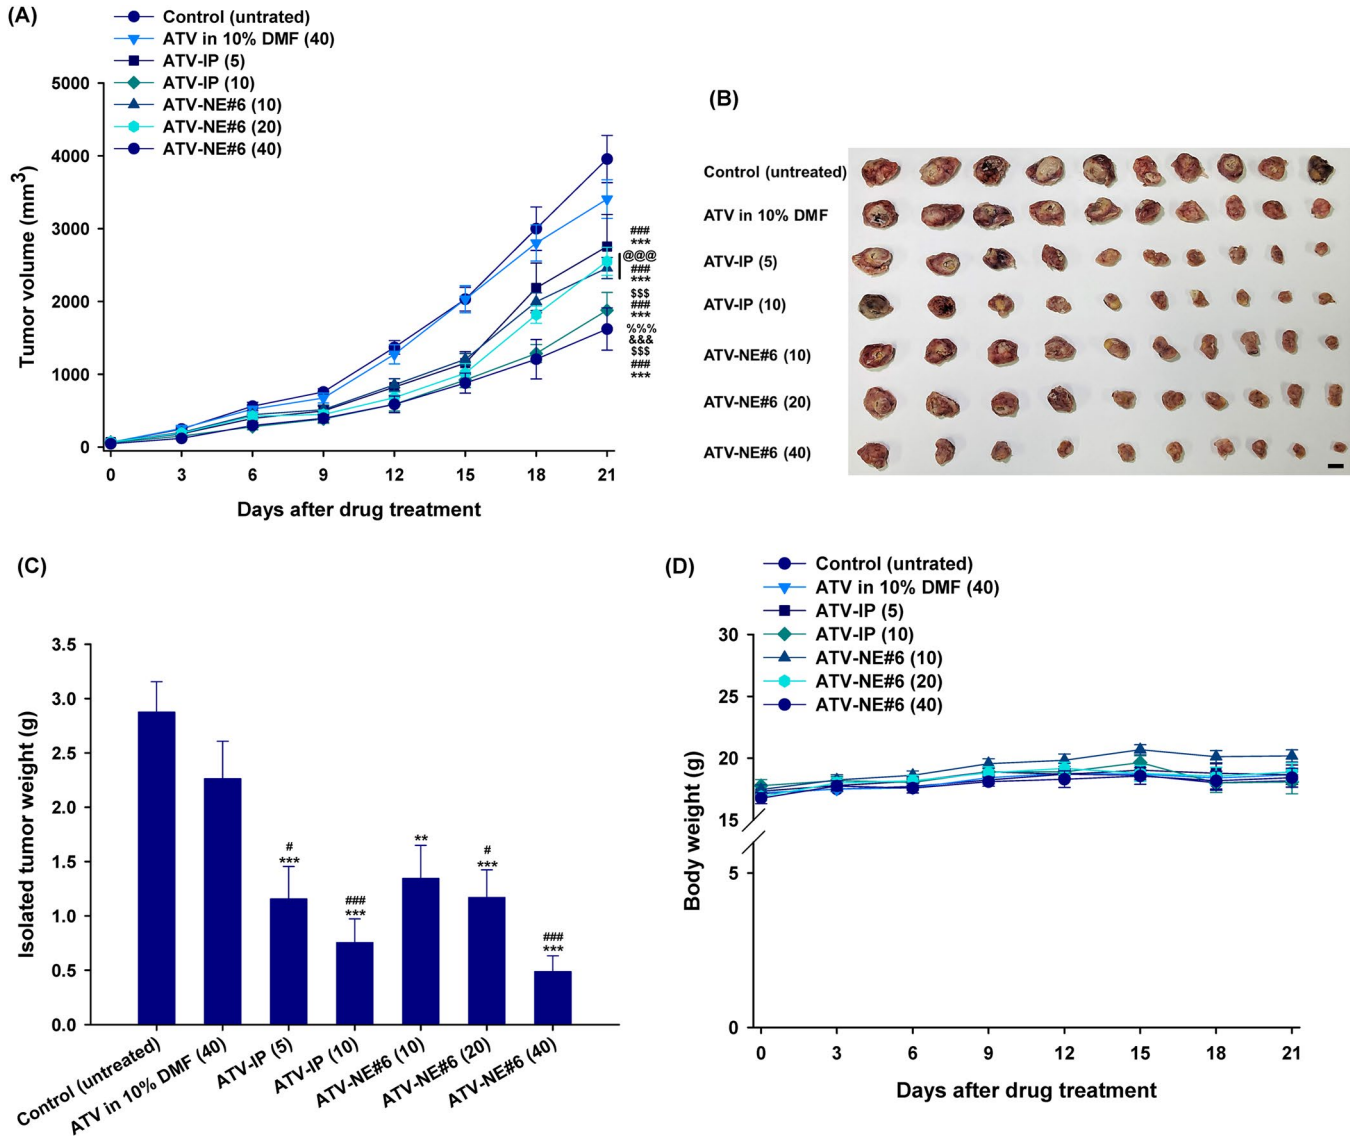 (A)
Control (untreated)
ATV in 10% DMF (40)
ATV-IP (5)
ATV-IP (10)
ATV-NE#6 (10)
ATV-NE#6 (20)
ATV-NE#6 (40)
Tumor volume (mm3)
5000
4000
3000
2000
1000
0
0 3 6 9 12 15 18 21
Days after drug treatment
###
***
@@@
###
***
$$$
###
***
%%%
&&&
$$$
###
***
(B)
Control (untreated)
ATV in 10% DMF
ATV-IP (5)
ATV-IP (10)
ATV-NE#6 (10)
ATV-NE#6 (20)
ATV-NE#6 (40)
(C)
Isolated tumor weight (g)
3.5
3.0
2.5
2.0
1.5
1.0
0.5
0.0
#
***
###
***
**
#
***
###
***
Control (untreated)
ATV in 10% DMF (40)
ATV-IP (5)
ATV-IP (10)
ATV-NE#6 (10)
ATV-NE#6 (20)
ATV-NE#6 (40)
(D)
Control (untrated)
ATV in 10% DMF (40)
ATV-IP (5)
ATV-IP (10)
ATV-NE#6 (10)
ATV-NE#6 (20)
ATV-NE#6 (40)
Body weight (g)
30
25
20
15
5
0
0 3 6 9 12 15 18 21
Days after drug treatment